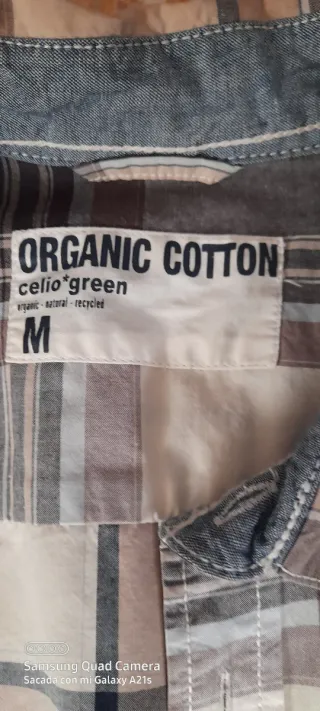 ORGANIC COTTON
celio*green
organic - natural - recycled
M
Samsung Quad Camera
Sacada con mi Galaxy A21s